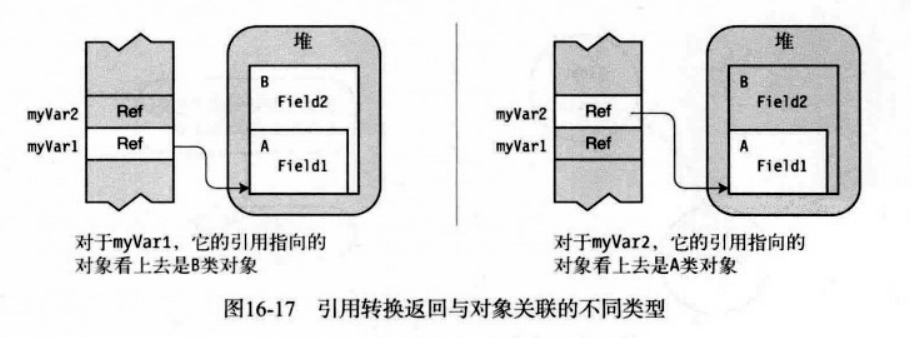 堆
B
Field2
myVar2
Ref
myVar1
Ref
A
Field1
对于myVar1，它的引用指向的
对象看上去是B类对象
堆
B
Field2
myVar2
Ref
myVar1
Ref
A
Field1
对于myVar2，它的引用指向的
对象看上去是A类对象
图16-17 引用转换返回与对象关联的不同类型